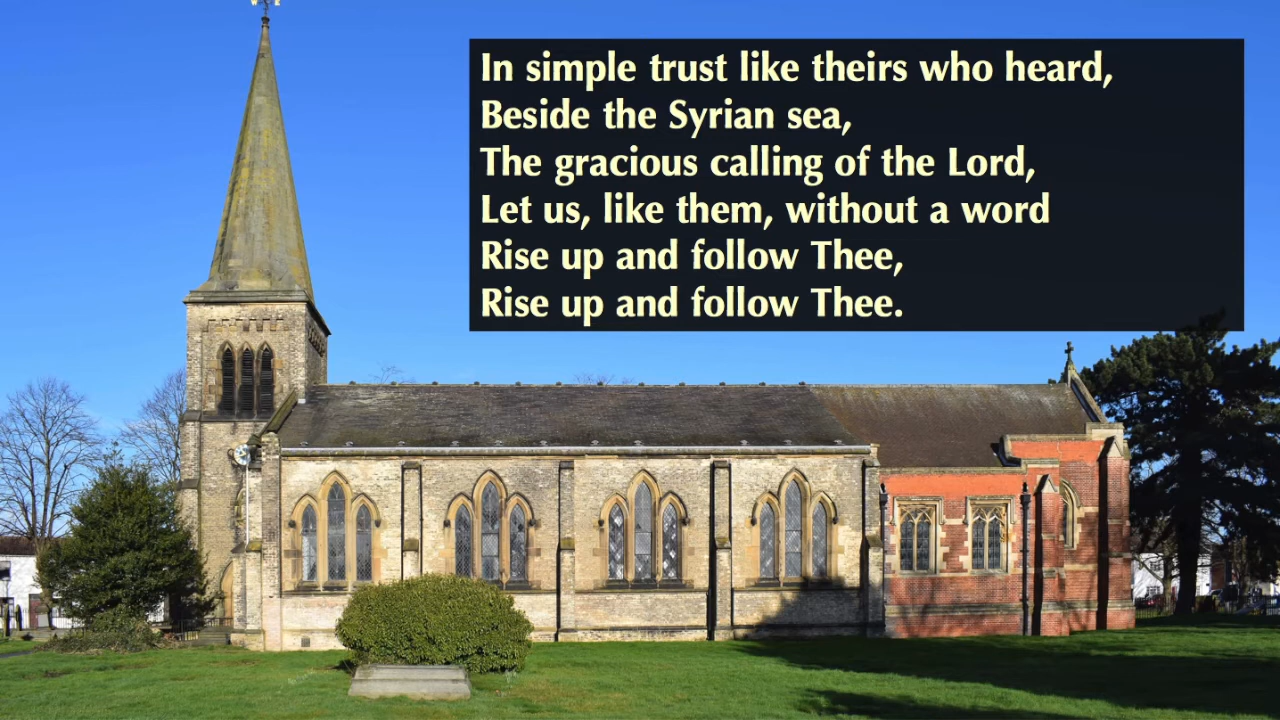 In simple trust like theirs who heard,
Beside the Syrian sea,
The gracious calling of the Lord,
Let us, like them, without a word
Rise up and follow Thee,
Rise up and follow Thee.